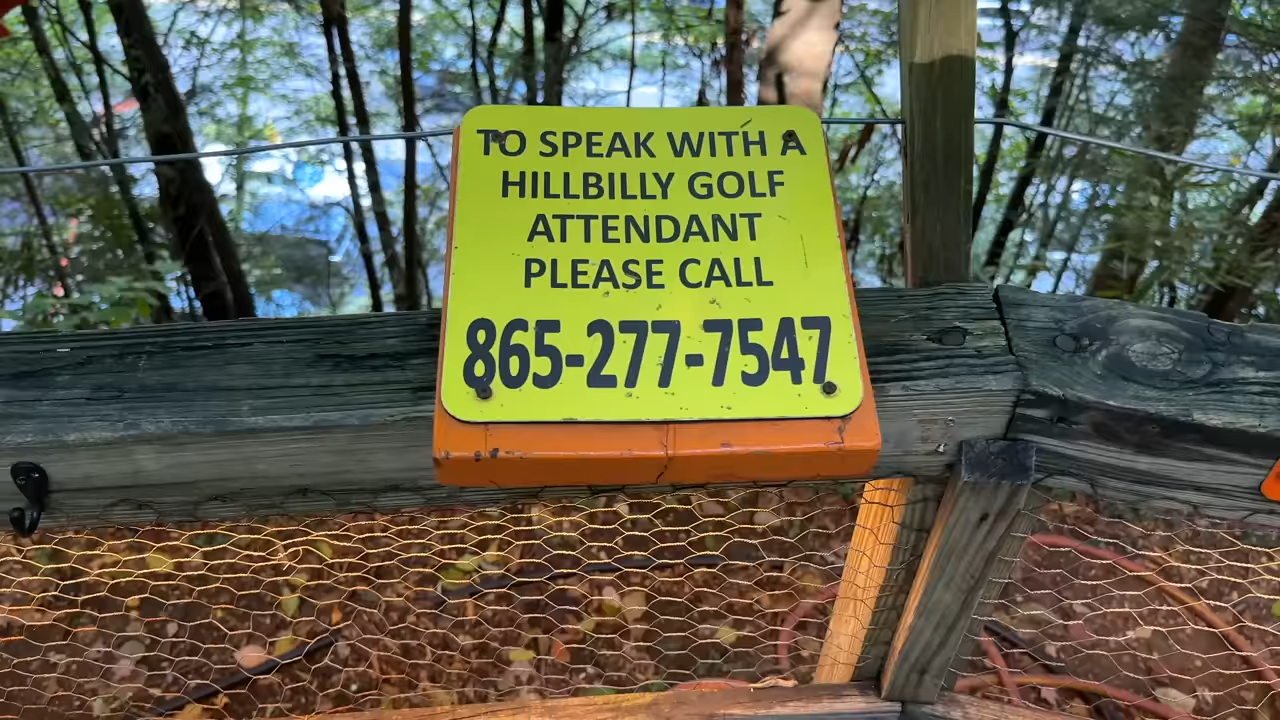 TO SPEAK WITH A
HILLBILLY GOLF
ATTENDANT
PLEASE CALL
865-277-7547